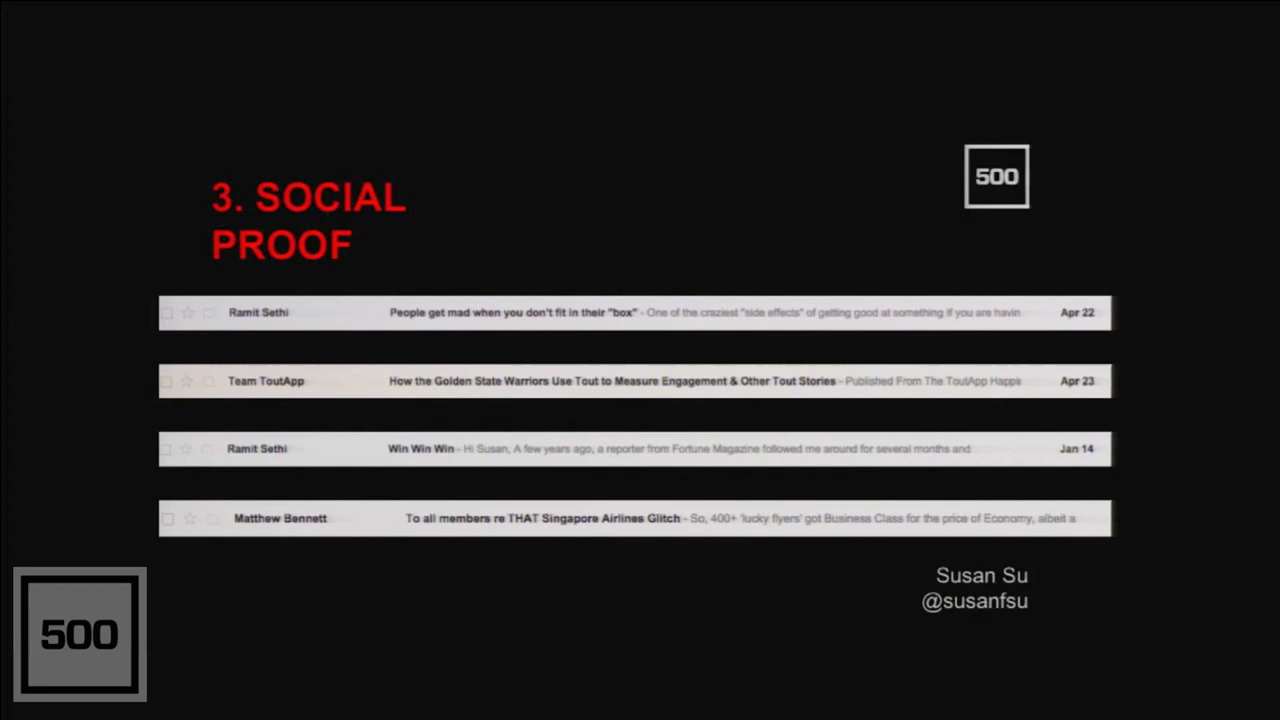 3. SOCIAL
PROOF
500
Ramit Sethi People get mad when you don't fit in their "box" - One of the craziest "side effects" of getting good at something if you are havin Apr 22
Team ToutApp How the Golden State Warriors Use Tout to Measure Engagement & Other Tout Stories - Published From The ToutApp Happi Apr 23
Ramit Sethi Win Win Win - Hi Susan, A few years ago, a reporter from Fortune Magazine followed me around for several months and Jan 14
Matthew Bennett To all members re THAT Singapore Airlines Glitch - So, 400+ 'lucky flyers' got Business Class for the price of Economy, albeit a
Susan Su
@susanfsu
500